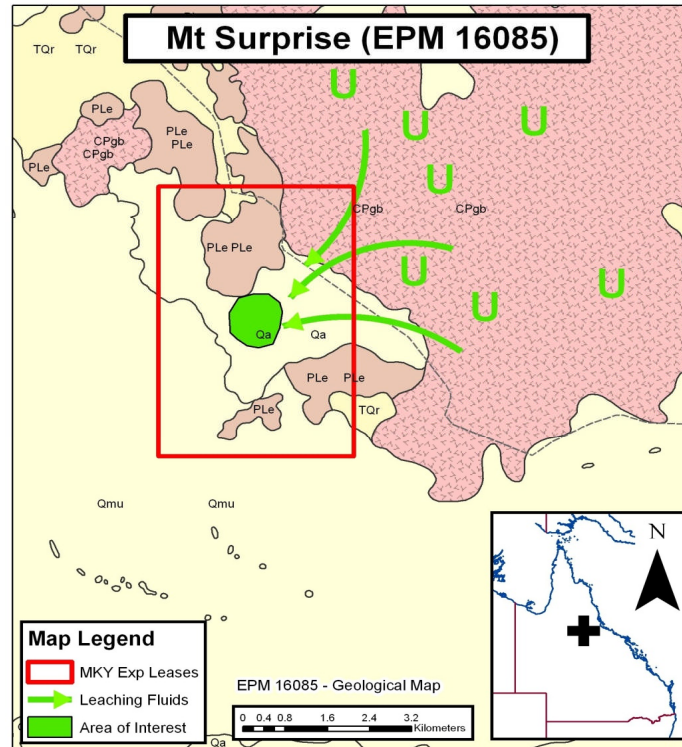 Mt Surprise (EPM 16085)
TQr TQr
U
PLe
U
U
CPgb
CPgb
PLe
PLe
PLe
PLe
U
CPgb
CPgb
PLe PLe
U
U
U
Qa
Qa
PLe
PLe
PLe
TQr
Qmu
Qmu
N
Map Legend
MKY Exp Leases
Leaching Fluids
Area of Interest
EPM 16085 - Geological Map
0 0.4 0.8 1.6 2.4 3.2
Kilometers
Qa